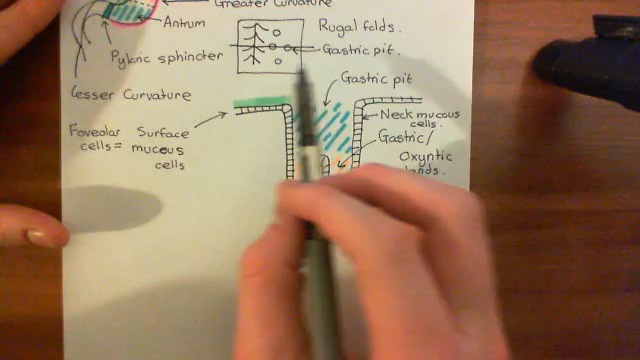 Greater Curvature
Antrum
Pyloric sphincter
Lesser Curvature
Rugal folds.
Gastric pit.
Gastric pit
Foveolar Surface
cells = mucous
cells
Neck mucous
cells.
Gastric/
Oxyntic